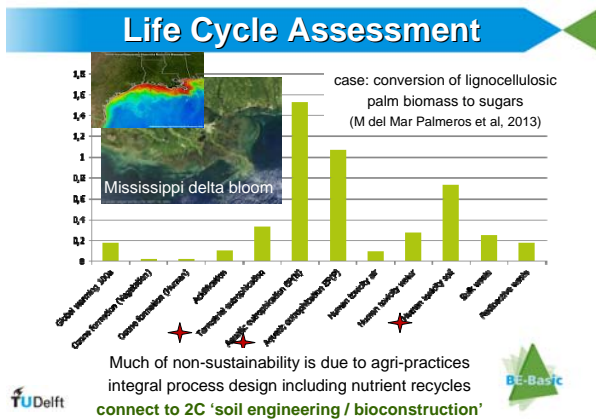 Life Cycle Assessment
case: conversion of lignocellulosic
palm biomass to sugars
(M del Mar Palmeros et al, 2013)
1,8
1,6
1,4
1,2
1
0,8
0,6
0,4
0,2
0
Mississippi delta bloom
Global warming 100a
Ozone formation (Vegetation)
Ozone formation (Human)
Acidification
Terrestrial eutrophication
Aquatic eutrophication EP(N)
Aquatic eutrophication EP(P)
Human toxicity air
Human toxicity water
Human toxicity soil
Bulk waste
Radioactive waste
Much of non-sustainability is due to agri-practices
integral process design including nutrient recycles
connect to 2C ‘soil engineering / bioconstruction’
TUDelft
BE-Basic